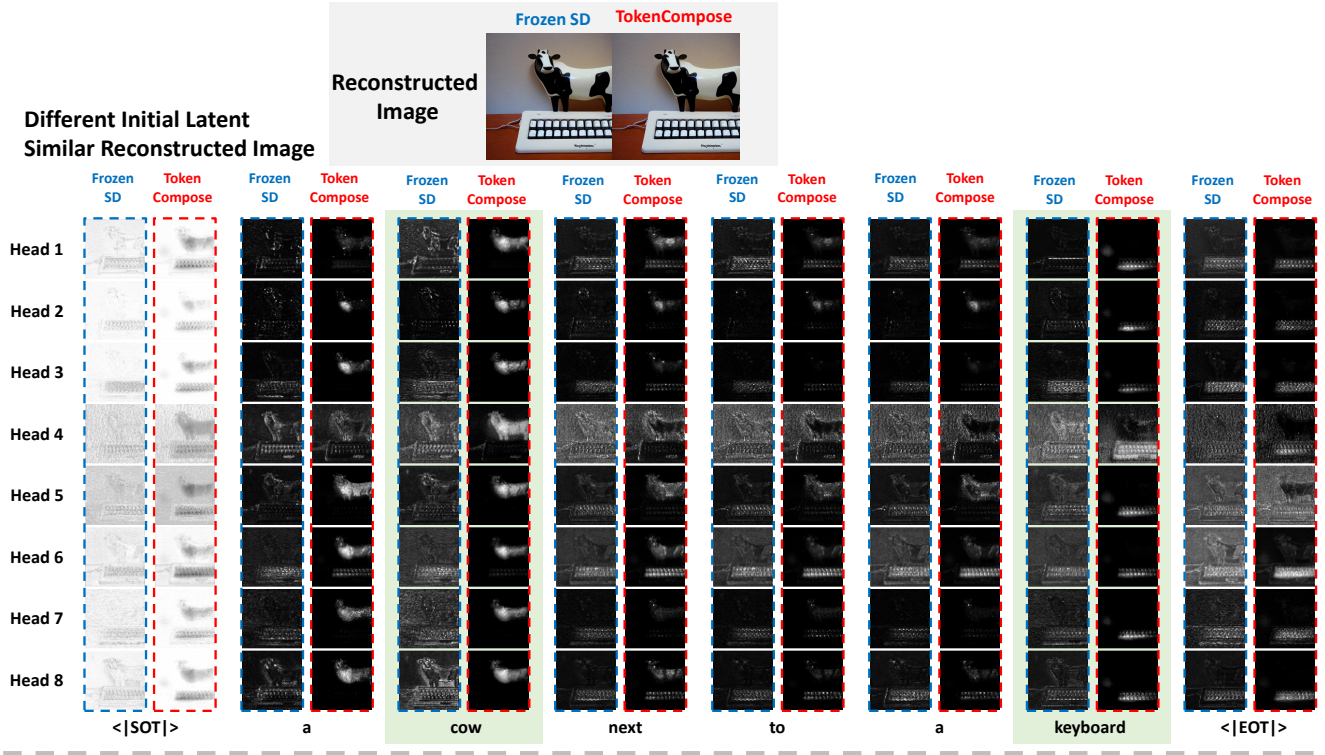 Frozen SD TokenCompose
Reconstructed
Image
Different Initial Latent
Similar Reconstructed Image
Frozen SD Token Compose Frozen SD Token Compose Frozen SD Token Compose Frozen SD Token Compose Frozen SD Token Compose Frozen SD Token Compose Frozen SD Token Compose Frozen SD Token Compose
Head 1
Head 2
Head 3
Head 4
Head 5
Head 6
Head 7
Head 8
<|SOT|> a cow next to a keyboard <|EOT|>